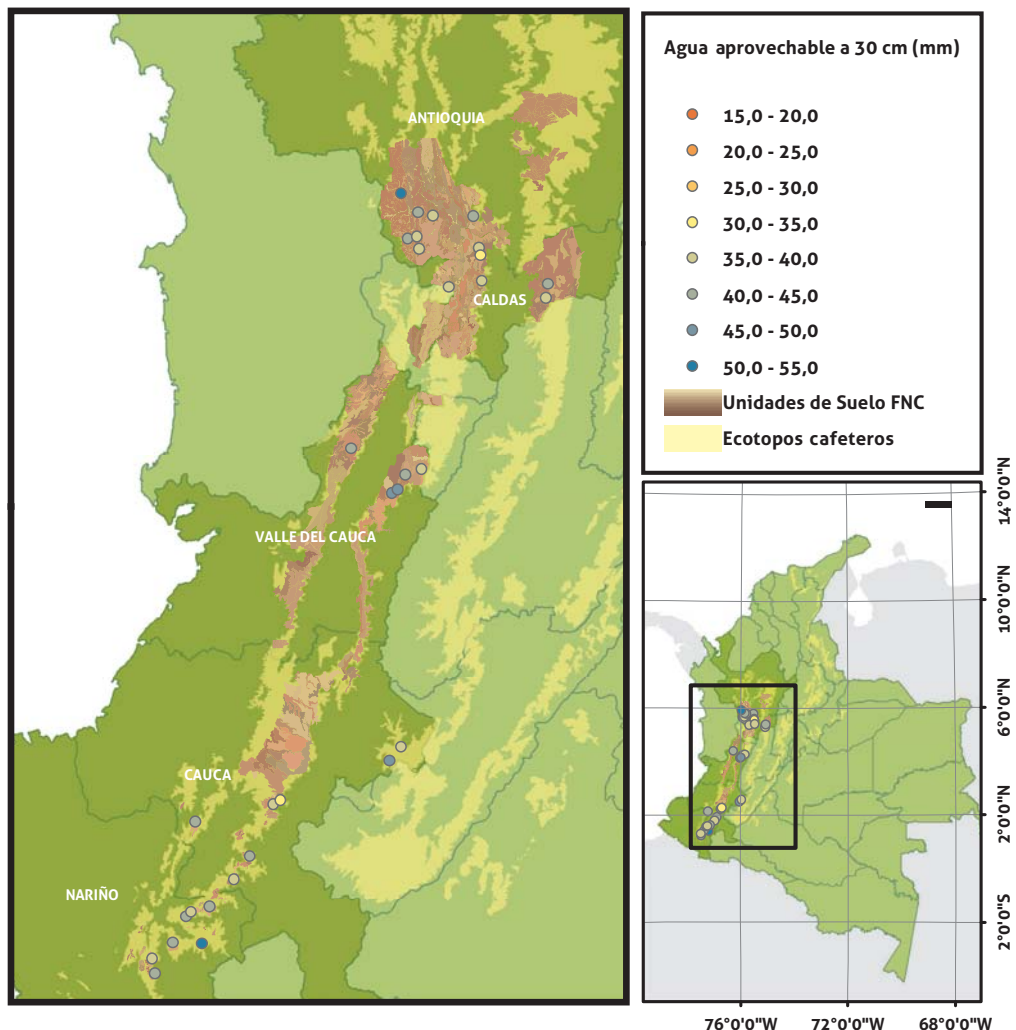 ANTIOQUIA
CALDAS
VALLE DEL CAUCA
CAUCA
NARIÑO
Agua aprovechable a 30 cm (mm)
15,0 - 20,0
20,0 - 25,0
25,0 - 30,0
30,0 - 35,0
35,0 - 40,0
40,0 - 45,0
45,0 - 50,0
50,0 - 55,0
Unidades de Suelo FNC
Ecotopos cafeteros
14°0'0"N
10°0'0"N
6°0'0"N
2°0'0"N
2°0'0"S
76°0'0"W
72°0'0"W
68°0'0"W